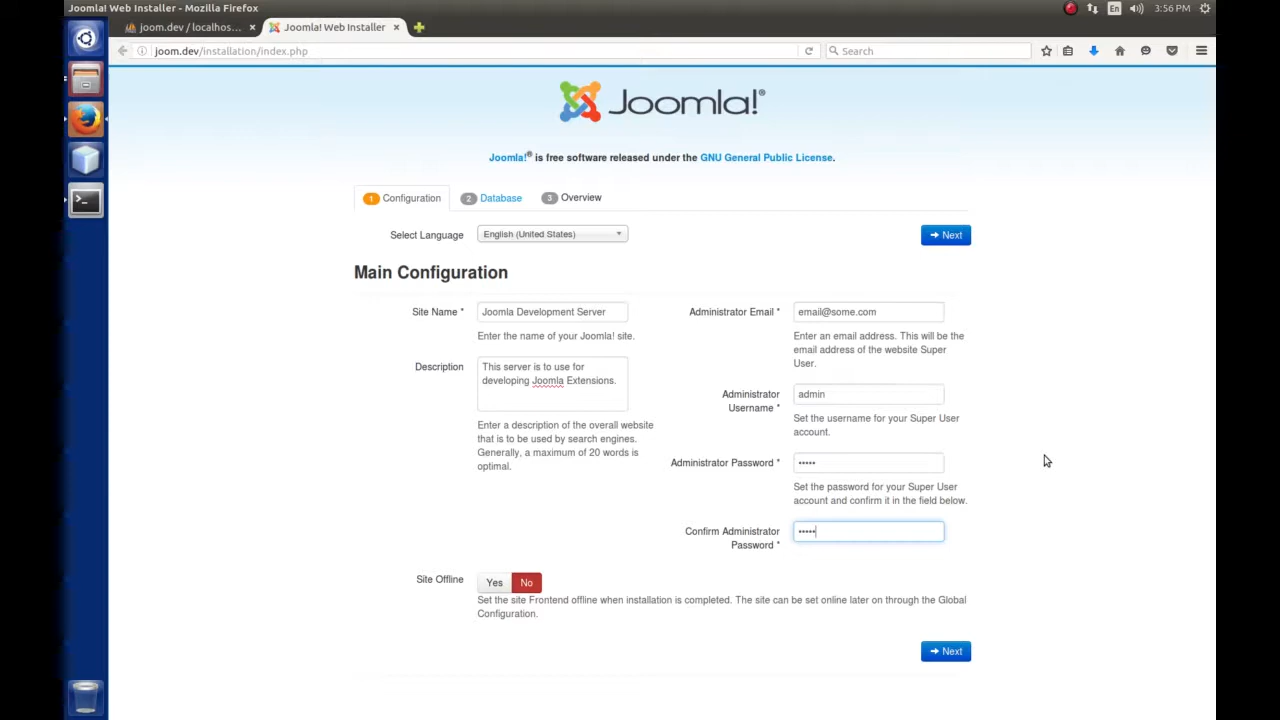 Joomla! Web Installer - Mozilla Firefox
En
3:56 PM
joom.dev / localhos... ×
Joomla! Web Installer ×
joom.dev/installation/index.php
Search
Joomla!®
Joomla!® is free software released under the GNU General Public License.
1 Configuration
2 Database
3 Overview
Select Language
English (United States)
Next
Main Configuration
Site Name *
Joomla Development Server
Enter the name of your Joomla! site.
Description
This server is to use for
developing Joomla Extensions.
Enter a description of the overall website
that is to be used by search engines.
Generally, a maximum of 20 words is
optimal.
Administrator Email *
email@some.com
Enter an email address. This will be the
email address of the website Super
User.
Administrator
Username *
admin
Set the username for your Super User
account.
Administrator Password *
•••••
Set the password for your Super User
account and confirm it in the field below.
Confirm Administrator
Password *
•••••
Site Offline
Yes
No
Set the site Frontend offline when installation is completed. The site can be set online later on through the Global
Configuration.
Next